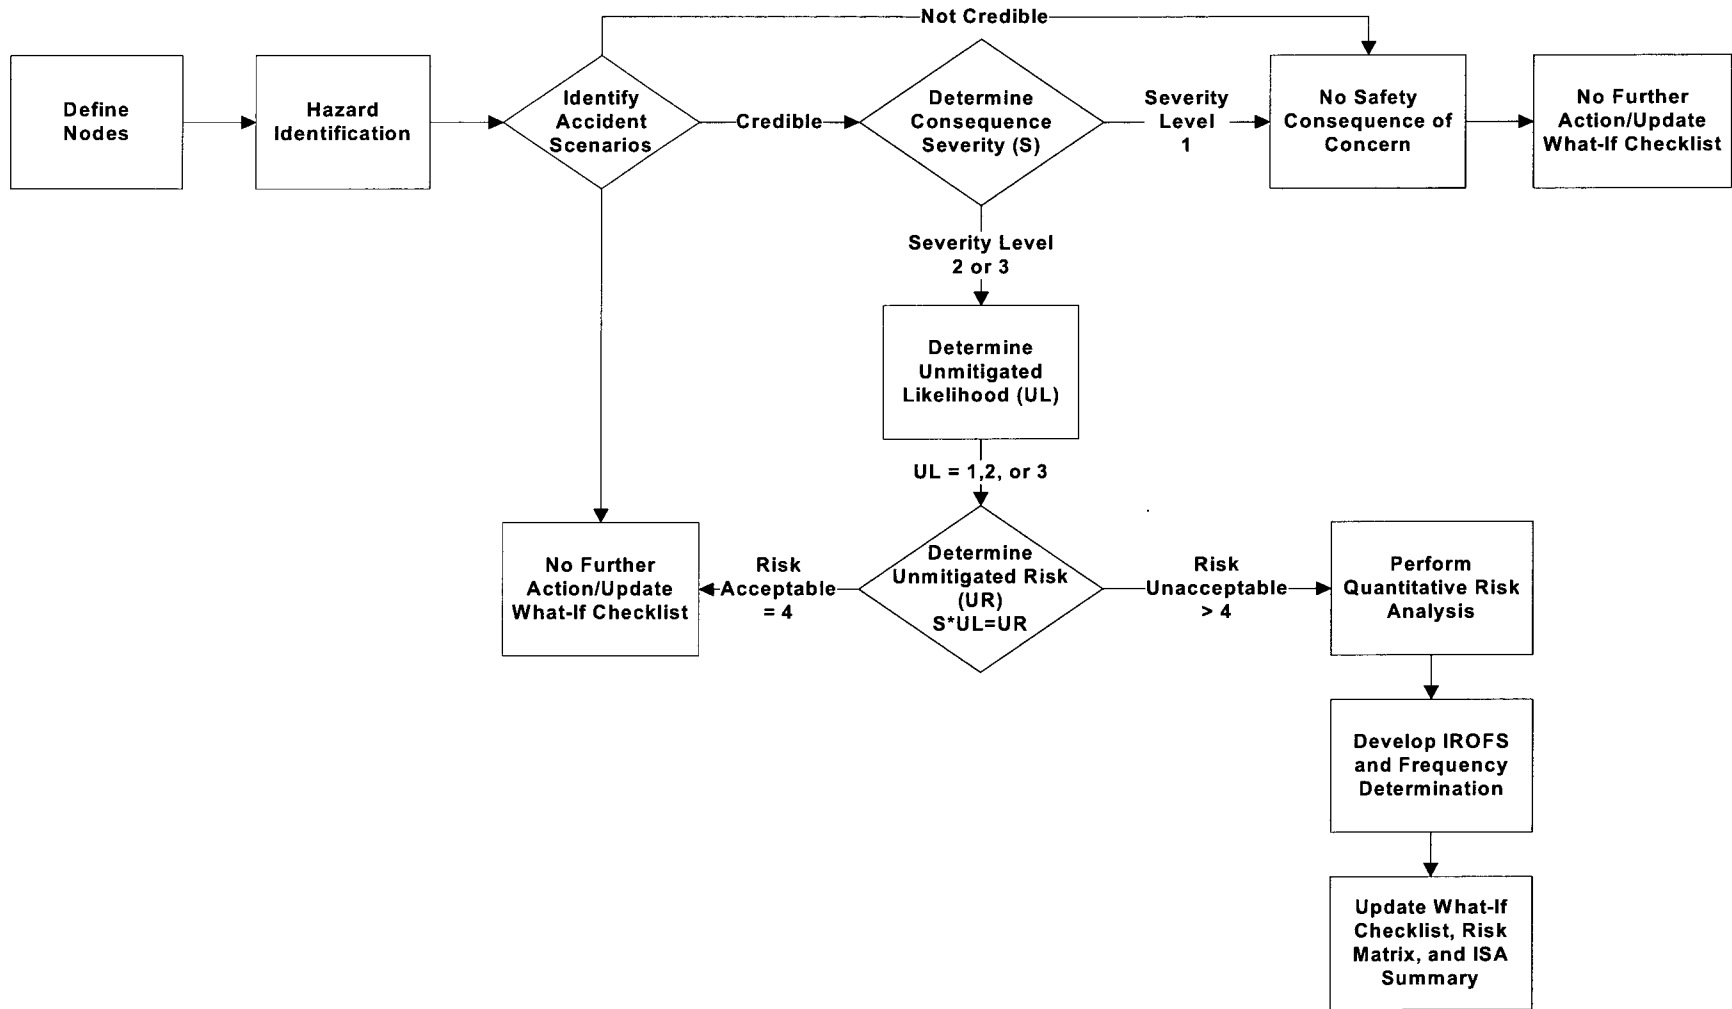 Not Credible
Define
Nodes
Hazard
Identification
Identify
Accident
Scenarios
Credible
Determine
Consequence
Severity (S)
Severity
Level
1
No Safety
Consequence of
Concern
No Further
Action/Update
What-If Checklist
Severity Level
2 or 3
Determine
Unmitigated
Likelihood (UL)
UL = 1,2, or 3
No Further
Action/Update
What-If Checklist
Risk
Acceptable
= 4
Determine
Unmitigated Risk
(UR)
S*UL=UR
Risk
Unacceptable
> 4
Perform
Quantitative Risk
Analysis
Develop IROFS
and Frequency
Determination
Update What-If
Checklist, Risk
Matrix, and ISA
Summary